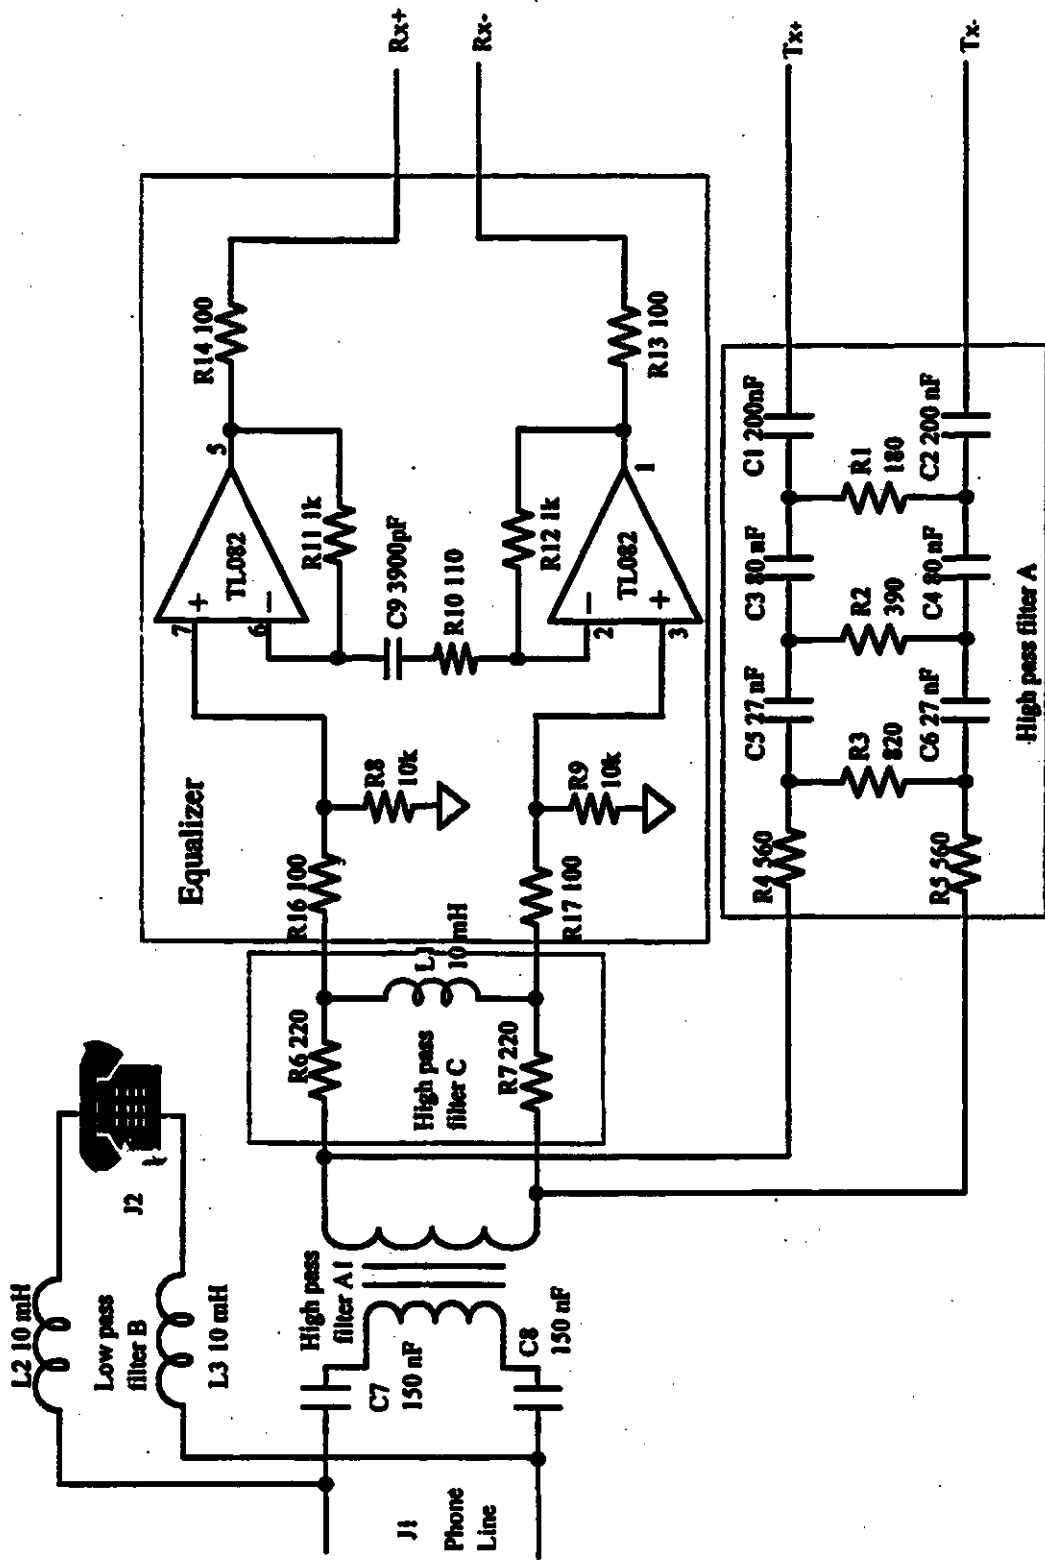 L2 10 mH
Low pass
filter B
L3 10 mH
J2
J1
Phone
Line
High pass
filter A1
C7
150 nF
C8
150 nF
R6 220
High pass
filter C
R7 220
10 mH
Equalizer
R16 100
R17 100
R8
10k
R9
10k
7
+
6
−
TL082
5
R11 1k
C9 3900pF
R10 110
R12 1k
2
−
3
+
TL082
1
R14 100
R13 100
Rx+
Rx-
R4 560
R5 560
C5 27 nF
R3
820
C6 27 nF
C3 80 nF
R2
390
C4 80 nF
C1 200nF
R1
180
C2 200 nF
High pass filter A
Tx+
Tx-